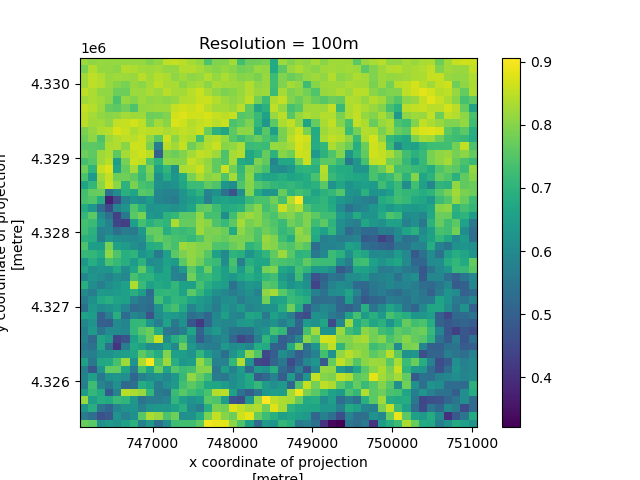 1e6
Resolution = 100m
4.330
4.329
4.328
4.327
4.326
y coordinate of projection
[metre]
747000
748000
749000
750000
751000
x coordinate of projection
[metre]
0.9
0.8
0.7
0.6
0.5
0.4